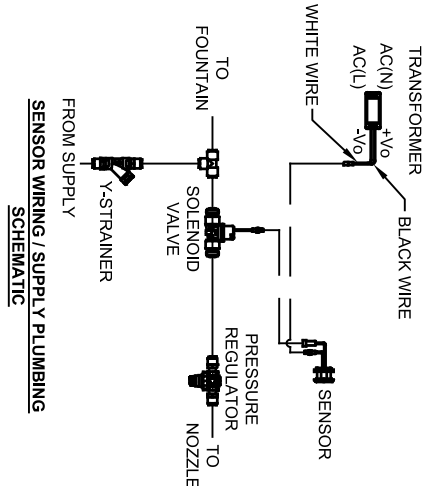 TRANSFORMER
AC(N)
AC(L)
+Vo
-Vo
WHITE WIRE
BLACK WIRE
SENSOR
TO
FOUNTAIN
SOLENOID
VALVE
PRESSURE
REGULATOR
TO
NOZZLE
Y-STRAINER
FROM SUPPLY
SENSOR WIRING / SUPPLY PLUMBING
SCHEMATIC